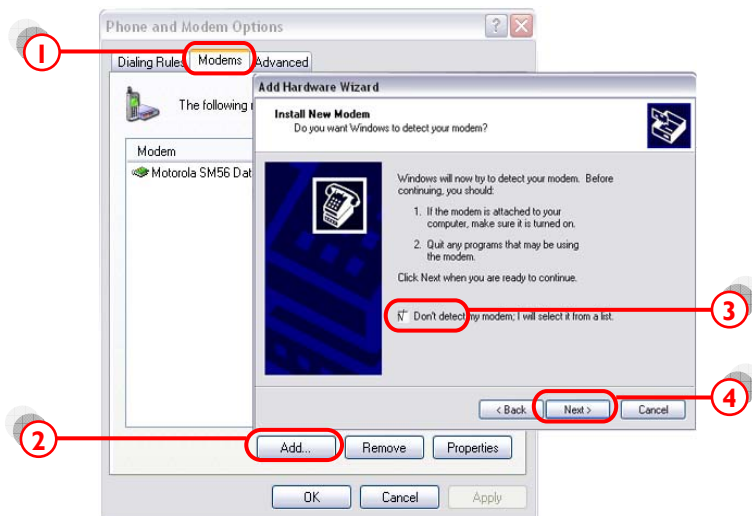 Phone and Modem Options
1
Dialing Rules Modems Advanced
The following
Modem
Motorola SM56 Dat
Add Hardware Wizard
Install New Modem
Do you want Windows to detect your modem?
Windows will now try to detect your modem. Before
continuing, you should:
1. If the modem is attached to your
computer, make sure it is turned on.
2. Quit any programs that may be using
the modem.
Click Next when you are ready to continue.
Don't detect my modem; I will select it from a list.
3
< Back Next > Cancel
4
2
Add... Remove Properties
OK Cancel Apply